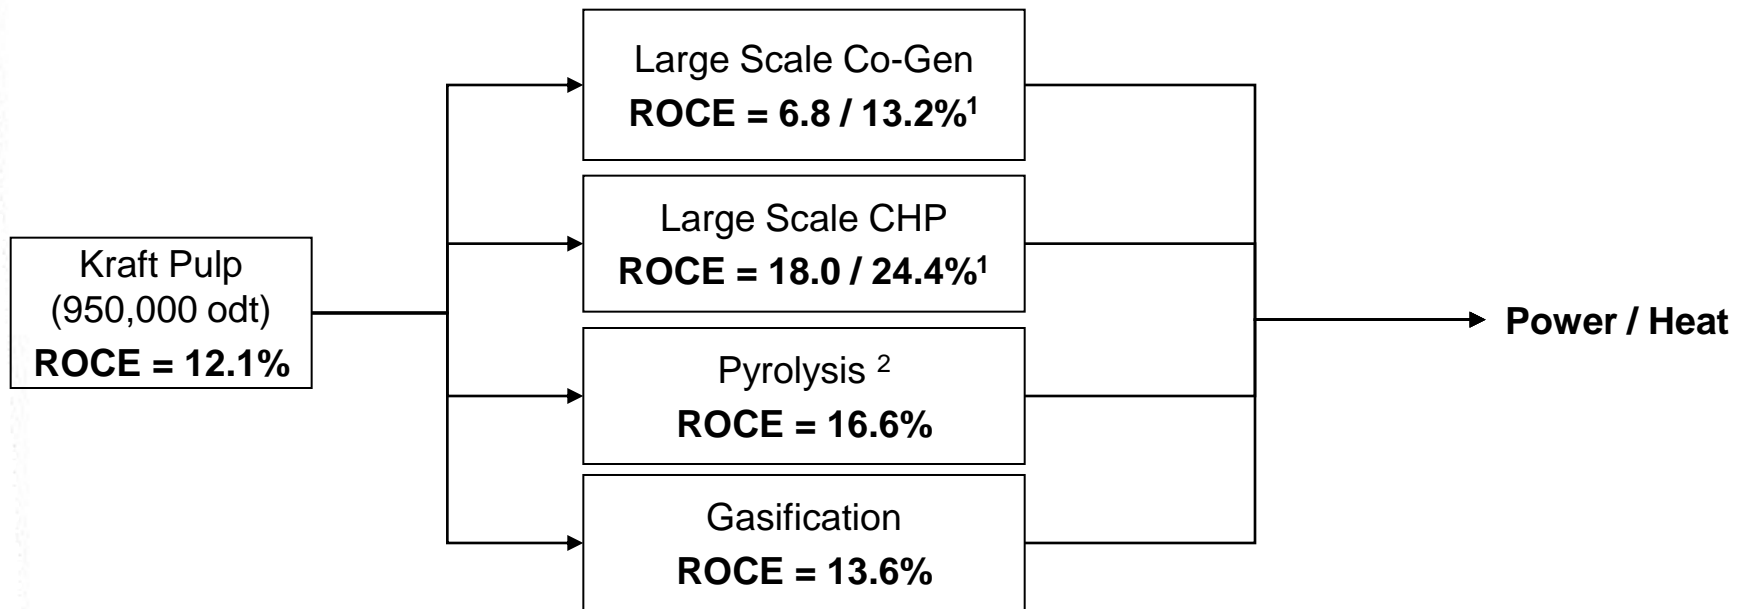 Large Scale Co-Gen
ROCE = 6.8 / 13.2%¹
Large Scale CHP
ROCE = 18.0 / 24.4%¹
Kraft Pulp
(950,000 odt)
ROCE = 12.1%
Power / Heat
Pyrolysis ²
ROCE = 16.6%
Gasification
ROCE = 13.6%